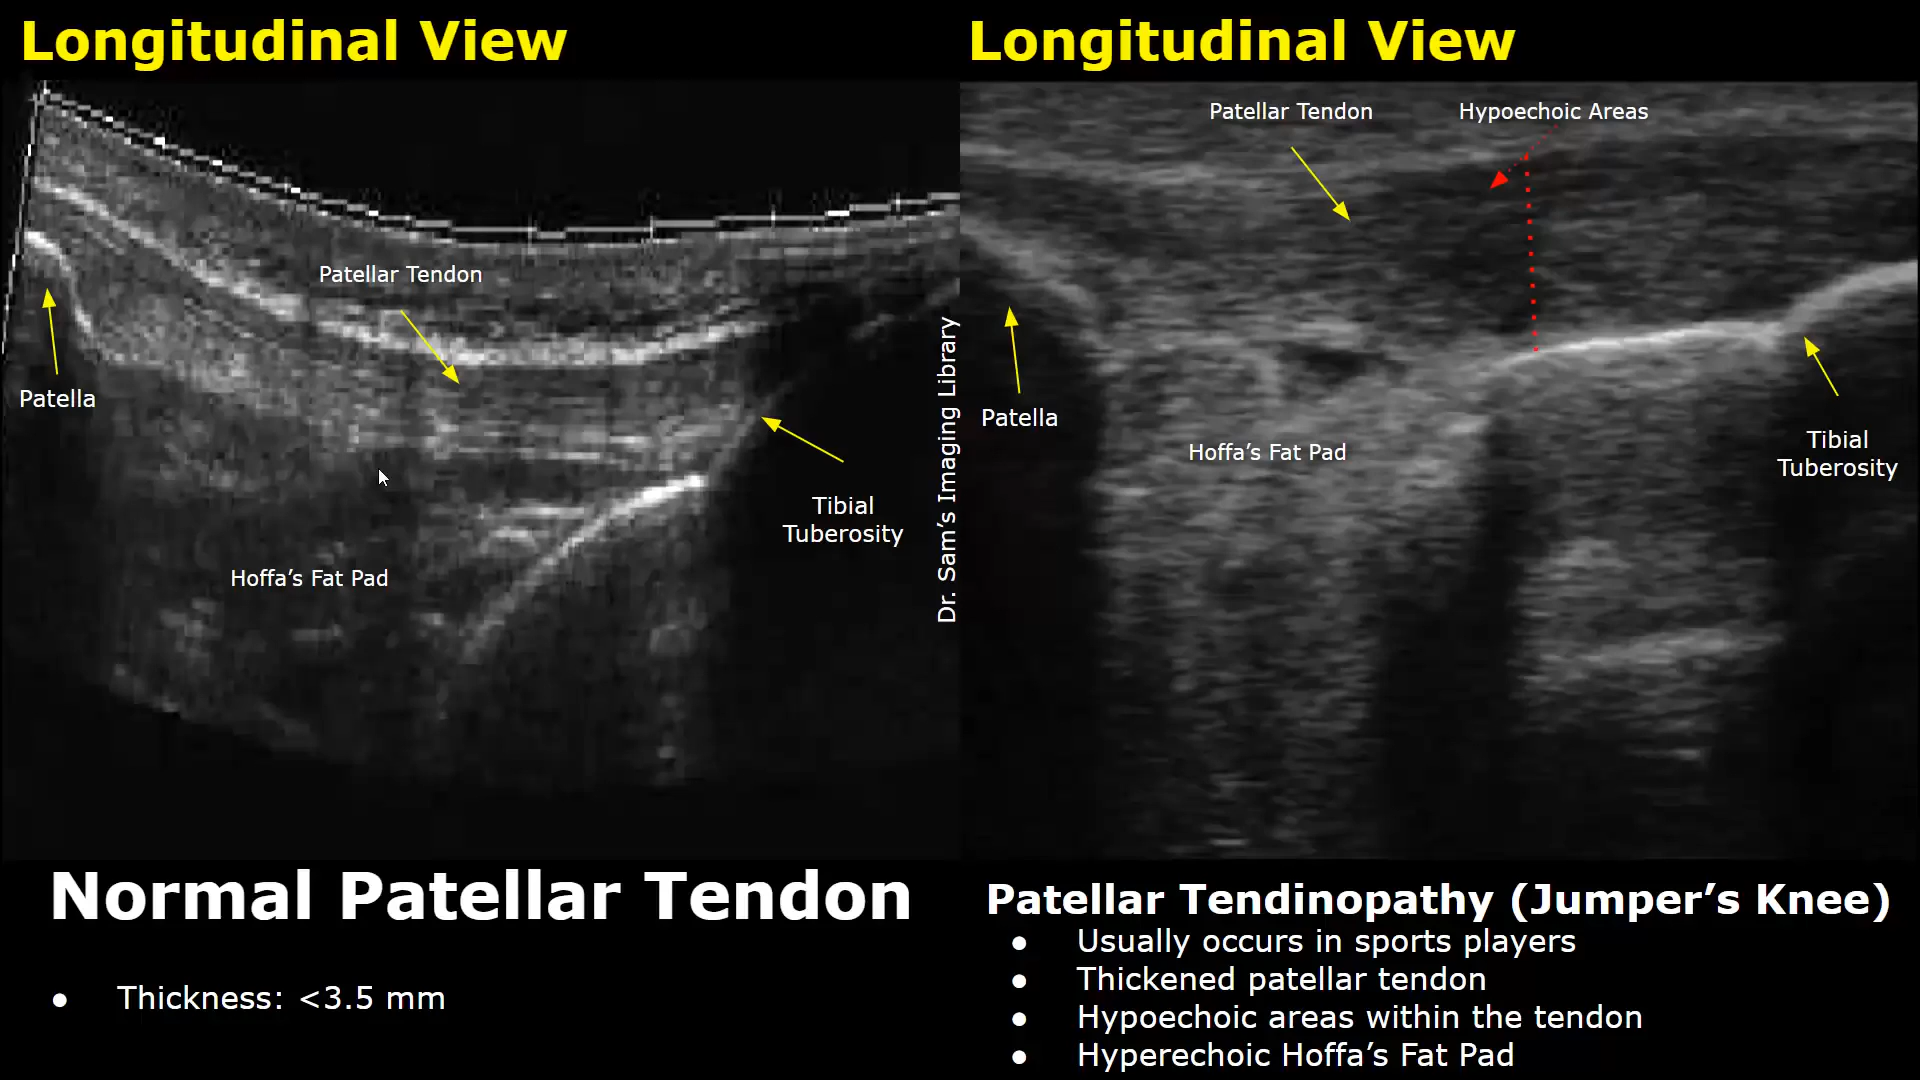 Longitudinal View
Patellar Tendon
Patella
Tibial
Tuberosity
Hoffa’s Fat Pad
Normal Patellar Tendon
● Thickness: <3.5 mm
Dr. Sam’s Imaging Library
Longitudinal View
Patellar Tendon
Hypoechoic Areas
Patella
Hoffa’s Fat Pad
Tibial
Tuberosity
Patellar Tendinopathy (Jumper’s Knee)
● Usually occurs in sports players
● Thickened patellar tendon
● Hypoechoic areas within the tendon
● Hyperechoic Hoffa’s Fat Pad